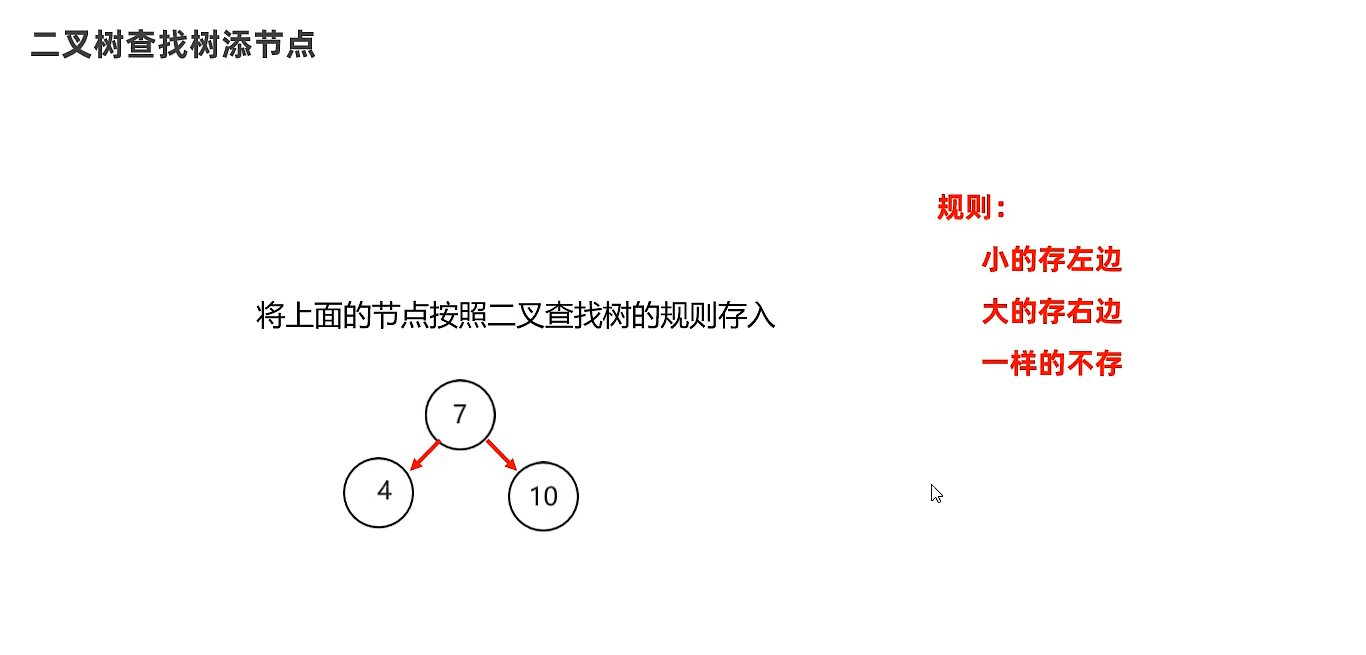 二叉树查找树添节点
规则：
小的存左边
将上面的节点按照二叉查找树的规则存入
大的存右边
一样的不存
7
4
10